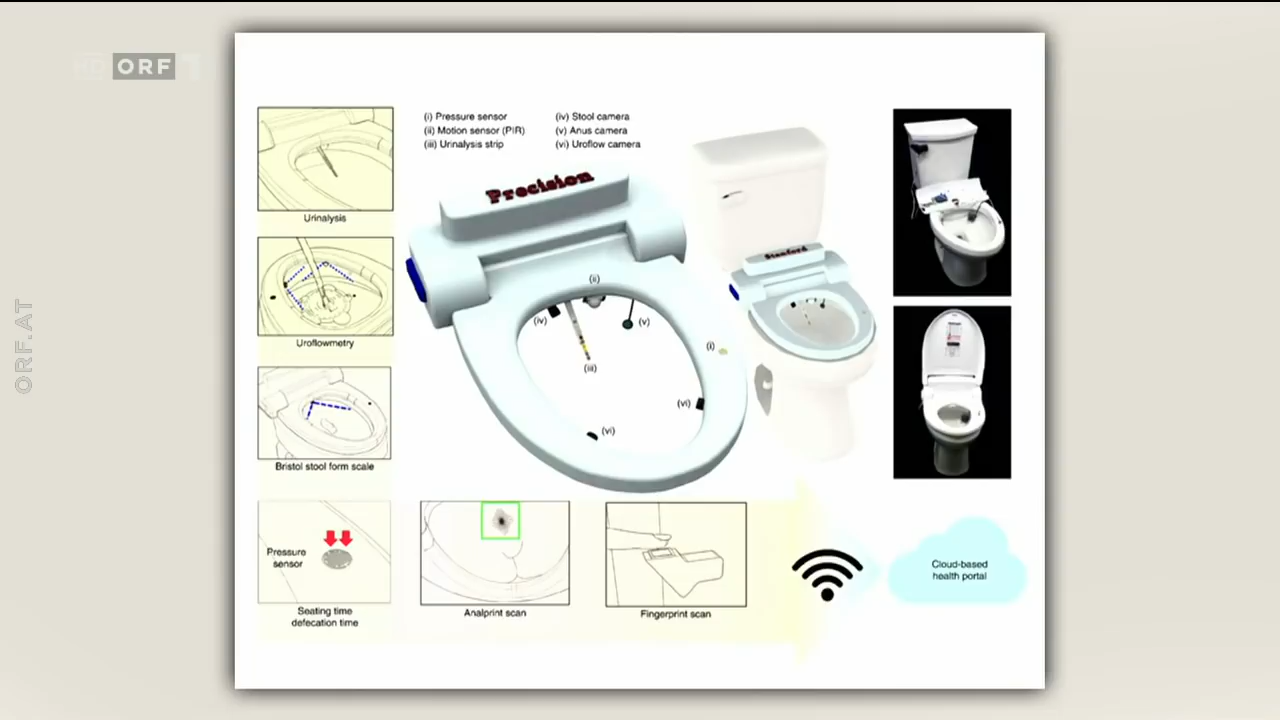 HD ORF 1
ORF.AT
(i) Pressure sensor
(ii) Motion sensor (PIR)
(iii) Urinalysis strip
(iv) Stool camera
(v) Anus camera
(vi) Uroflow camera
Urinalysis
Uroflowmetry
Bristol stool form scale
Precision
Stanford
(ii)
(iv)
(v)
(i)
(iii)
(vi)
(vi)
Pressure
sensor
Seating time
defecation time
Analprint scan
Fingerprint scan
Cloud-based
health portal